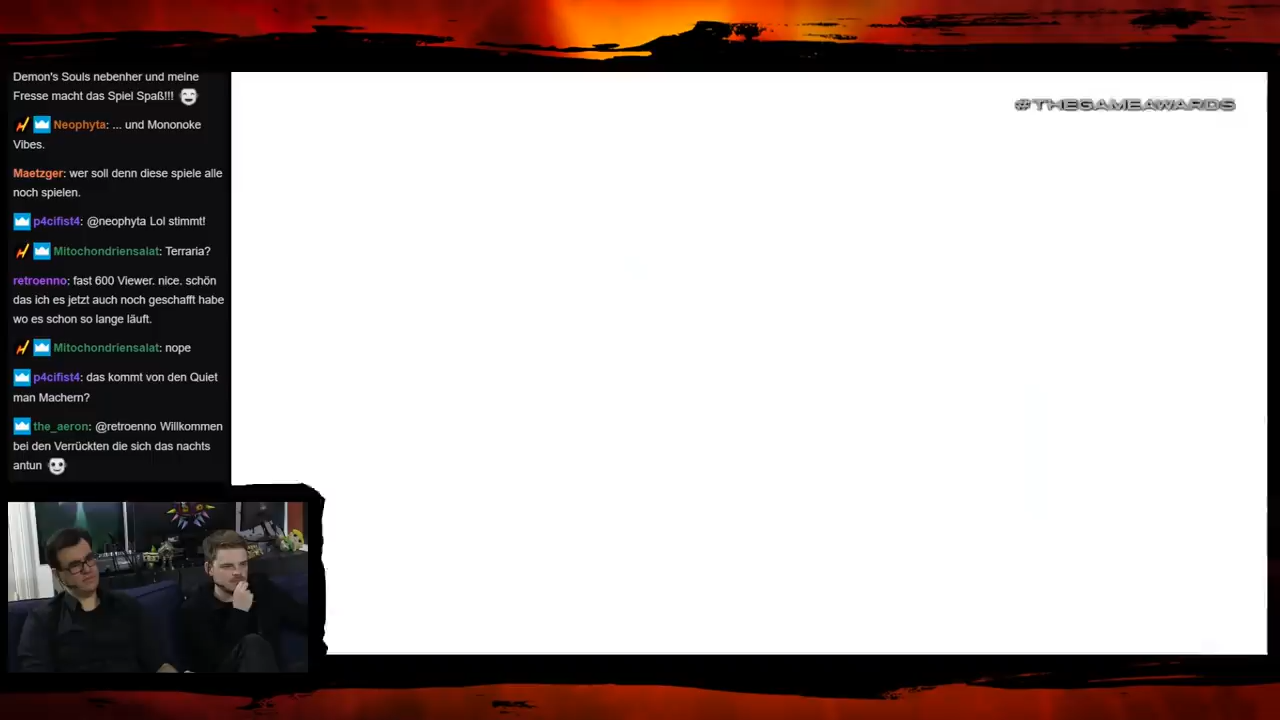 Demon's Souls nebenher und meine
Fresse macht das Spiel Spaß!!!
Neophyta: ... und Mononoke
Vibes.
Maetzger: wer soll denn diese spiele alle
noch spielen.
p4cifist4: @neophyta Lol stimmt!
Mitochondriensalat: Terraria?
retroenno: fast 600 Viewer. nice. schön
das ich es jetzt auch noch geschafft habe
wo es schon so lange läuft.
Mitochondriensalat: nope
p4cifist4: das kommt von den Quiet
man Machern?
the_aeron: @retroenno Willkommen
bei den Verrückten die sich das nachts
antun
#THEGAMEAWARDS